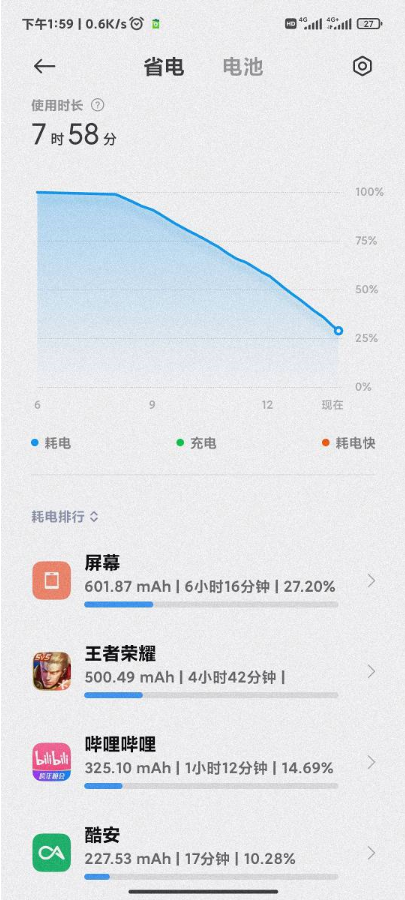 下午1:59 | 0.6K/s
HD 4G 4G+ 27
省电 电池
使用时长 ?
7时58分
100%
75%
50%
25%
0%
6 9 12 现在
耗电 充电 耗电快
耗电排行
屏幕
601.87 mAh | 6小时16分钟 | 27.20%
王者荣耀
500.49 mAh | 4小时42分钟 |
哔哩哔哩
325.10 mAh | 1小时12分钟 | 14.69%
bilibili
酷安
227.53 mAh | 17分钟 | 10.28%